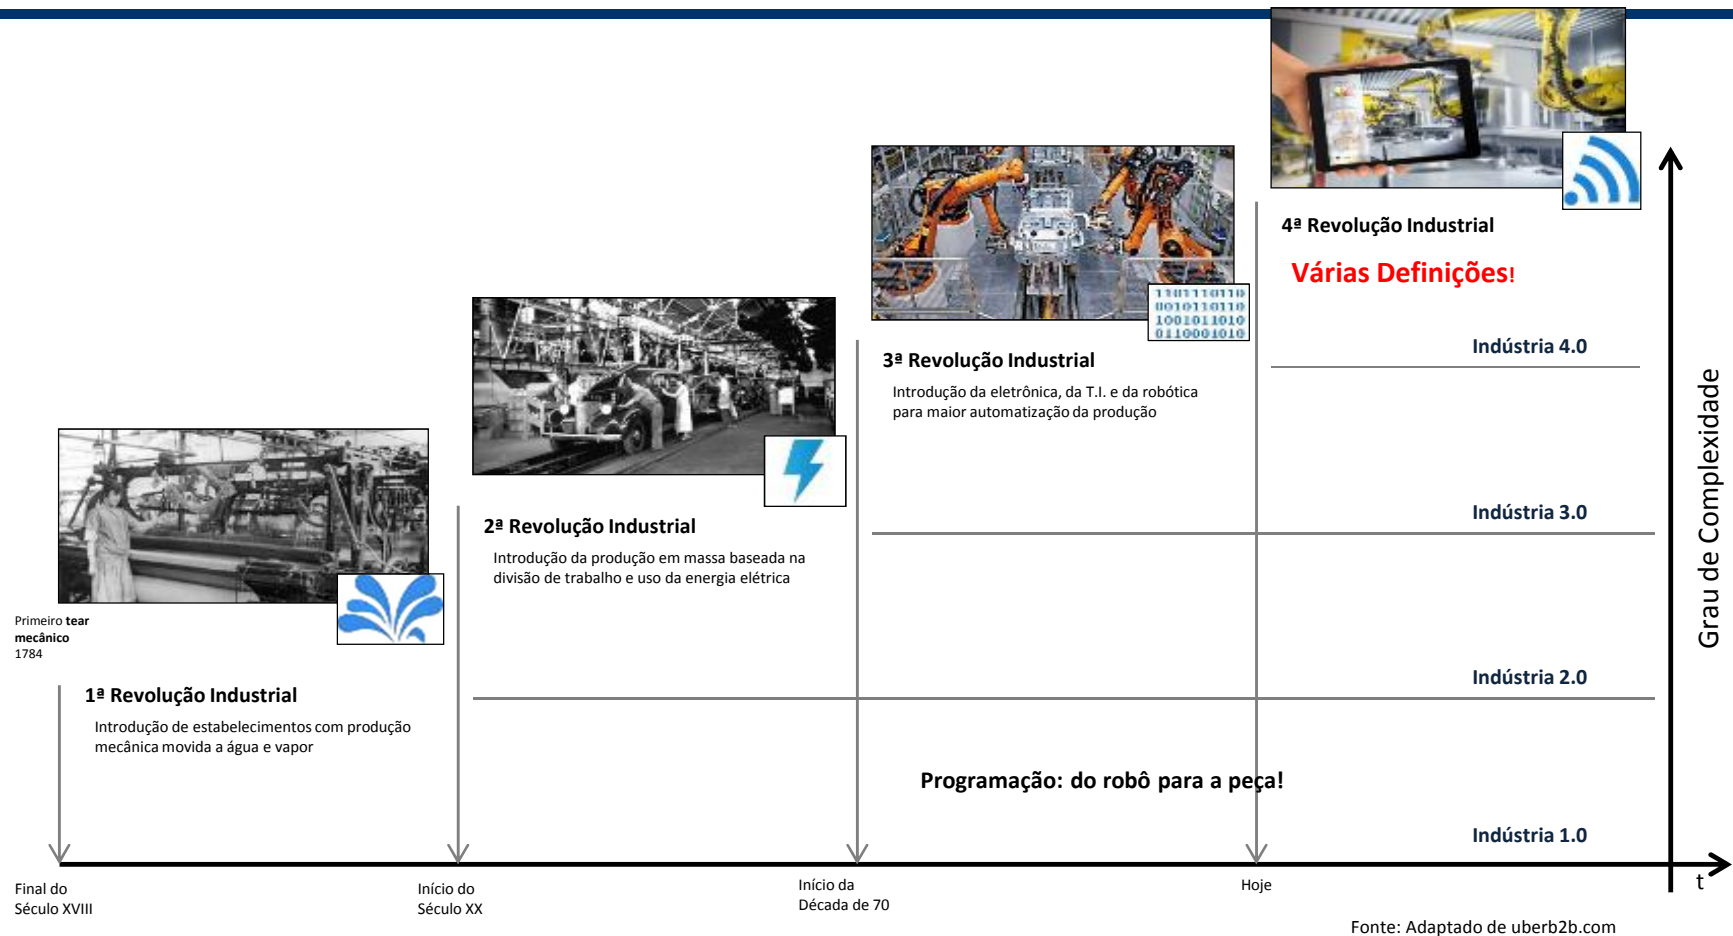 4ª Revolução Industrial
Várias Definições!
Indústria 4.0
1101110110
0010110110
1001011010
0110001010
3ª Revolução Industrial
Introdução da eletrônica, da T.I. e da robótica
para maior automatização da produção
Indústria 3.0
2ª Revolução Industrial
Introdução da produção em massa baseada na
divisão de trabalho e uso da energia elétrica
Indústria 2.0
Primeiro tear
mecânico
1784
1ª Revolução Industrial
Introdução de estabelecimentos com produção
mecânica movida a água e vapor
Programação: do robô para a peça!
Indústria 1.0
Grau de Complexidade
t
Final do
Século XVIII
Início do
Século XX
Início da
Década de 70
Hoje
Fonte: Adaptado de uberb2b.com